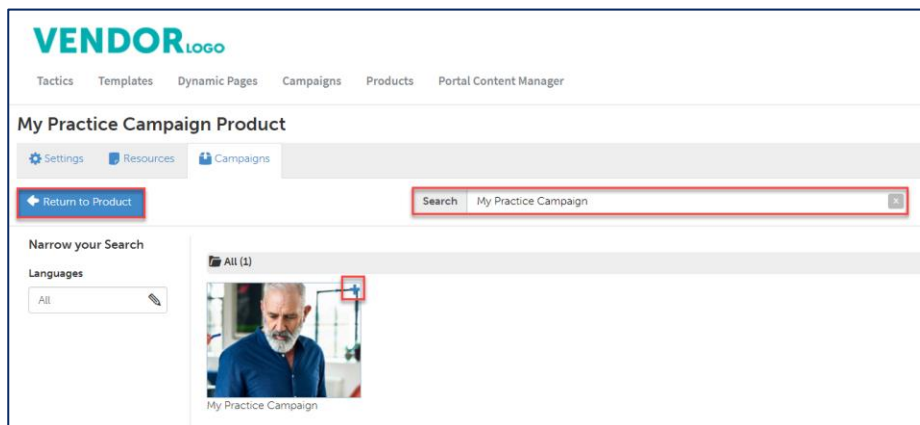 VENDOR LOGO
Tactics Templates Dynamic Pages Campaigns Products Portal Content Manager
My Practice Campaign Product
Settings Resources Campaigns
Return to Product Search My Practice Campaign x
Narrow your Search
All (1)
Languages
All
My Practice Campaign